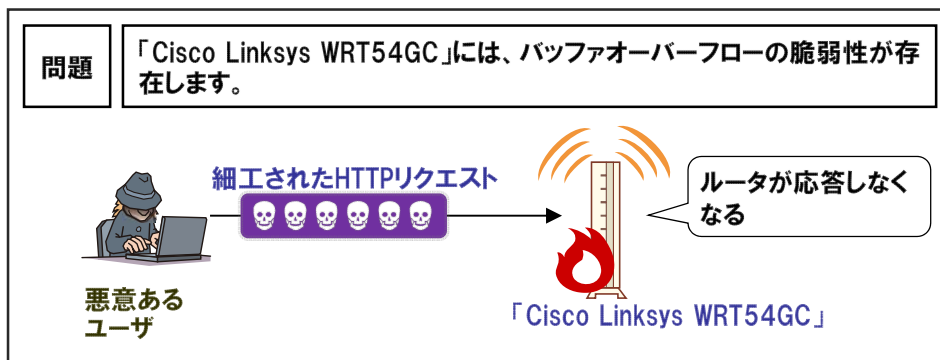 問題
「Cisco Linksys WRT54GC」には、バッファオーバーフローの脆弱性が存
在します。
細工されたHTTPリクエスト
ルータが応答しなく
なる
悪意ある
ユーザ
「Cisco Linksys WRT54GC」